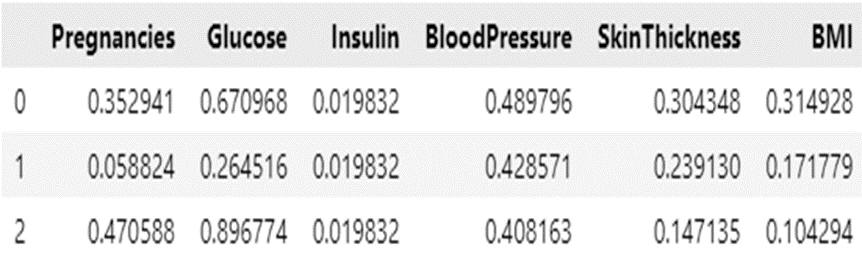 Pregnancies Glucose Insulin BloodPressure SkinThickness BMI
0 0.352941 0.670968 0.019832 0.489796 0.304348 0.314928
1 0.058824 0.264516 0.019832 0.428571 0.239130 0.171779
2 0.470588 0.896774 0.019832 0.408163 0.147135 0.104294